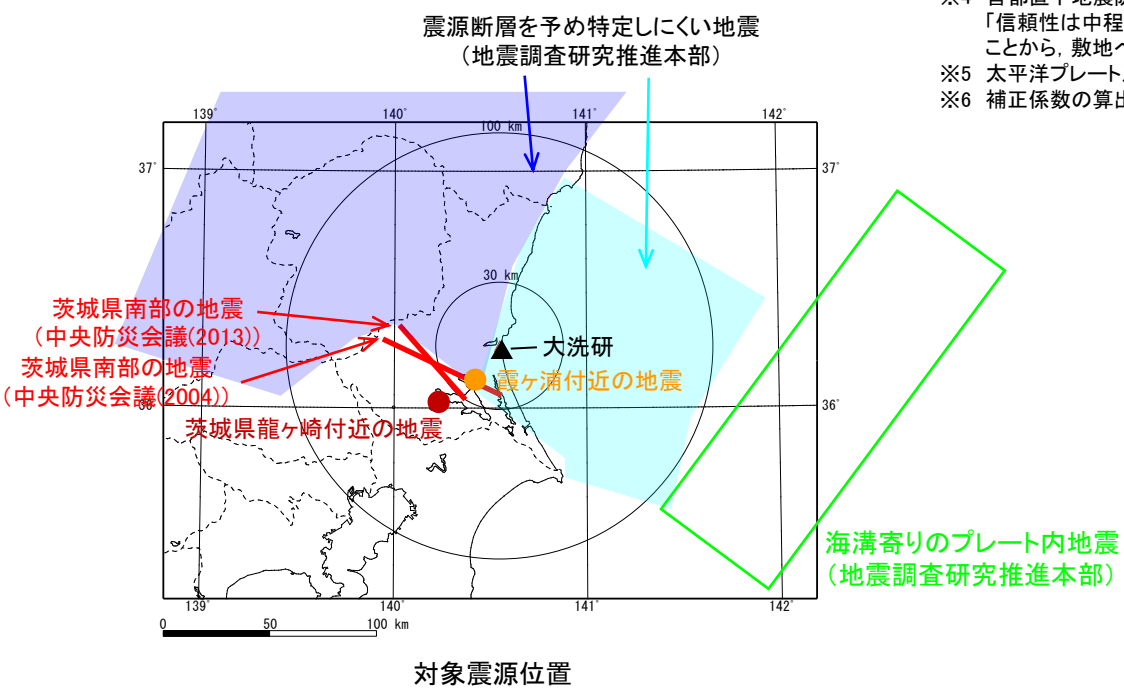 ※4 首都直下地震
「信頼性は中程
ことから, 敷地へ
※5 太平洋プレート
※6 補正係数の算出
震源断層を予め特定しにくい地震
(地震調査研究推進本部)
139°
140°
141°
142°
100 km
37°
37°
30 km
茨城県南部の地震
(中央防災会議(2013))
大洗研
茨城県南部の地震
(中央防災会議(2004))
霞ヶ浦付近の地震
36°
36°
茨城県龍ヶ崎付近の地震
海溝寄りのプレート内地震
(地震調査研究推進本部)
139°
140°
141°
142°
0 50 100 km
対象震源位置